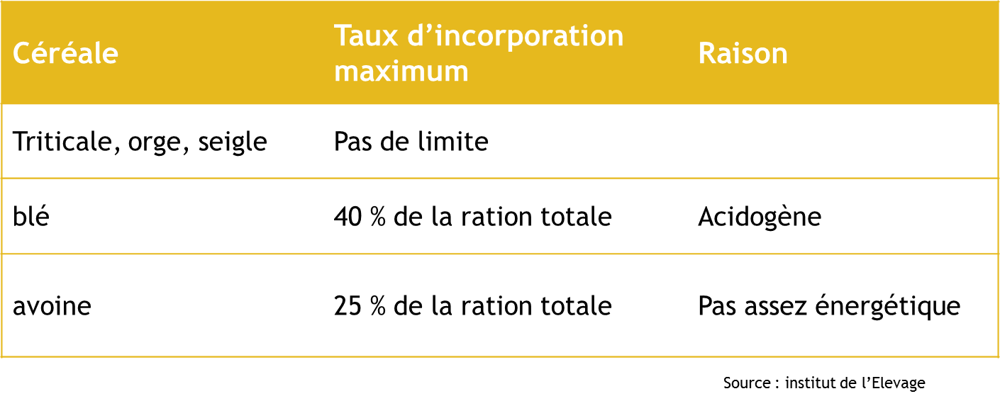 Céréale Taux d’incorporation maximum Raison
Triticale, orge, seigle Pas de limite
blé 40 % de la ration totale Acidogène
avoine 25 % de la ration totale Pas assez énergétique
Source : institut de l’Elevage